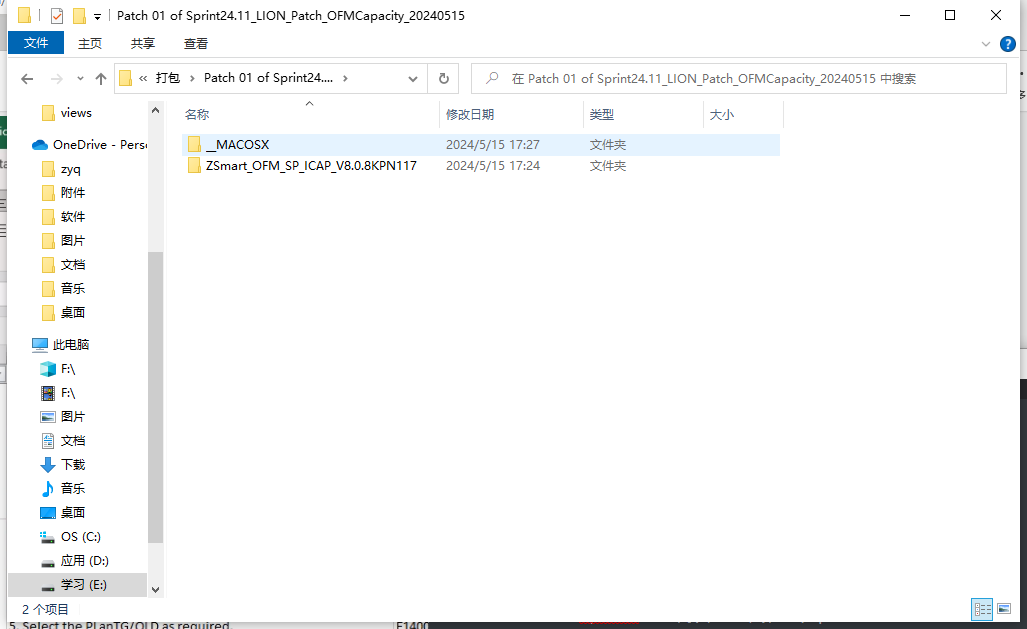 Patch 01 of Sprint24.11_LION_Patch_OFMCapacity_20240515
文件 主页 共享 查看
« 打包 › Patch 01 of Sprint24.... › 在 Patch 01 of Sprint24.11_LION_Patch_OFMCapacity_20240515 中搜索
名称 修改日期 类型 大小
__MACOSX 2024/5/15 17:27 文件夹
ZSmart_OFM_SP_ICAP_V8.0.8KPN117 2024/5/15 17:24 文件夹
views
OneDrive - Pers
zyq
附件
软件
图片
文档
音乐
桌面
此电脑
F:\
F:\
图片
文档
下载
音乐
桌面
OS (C:)
应用 (D:)
学习 (E:)
2 个项目
5. Select the PLanTG/OLD as required. E1400